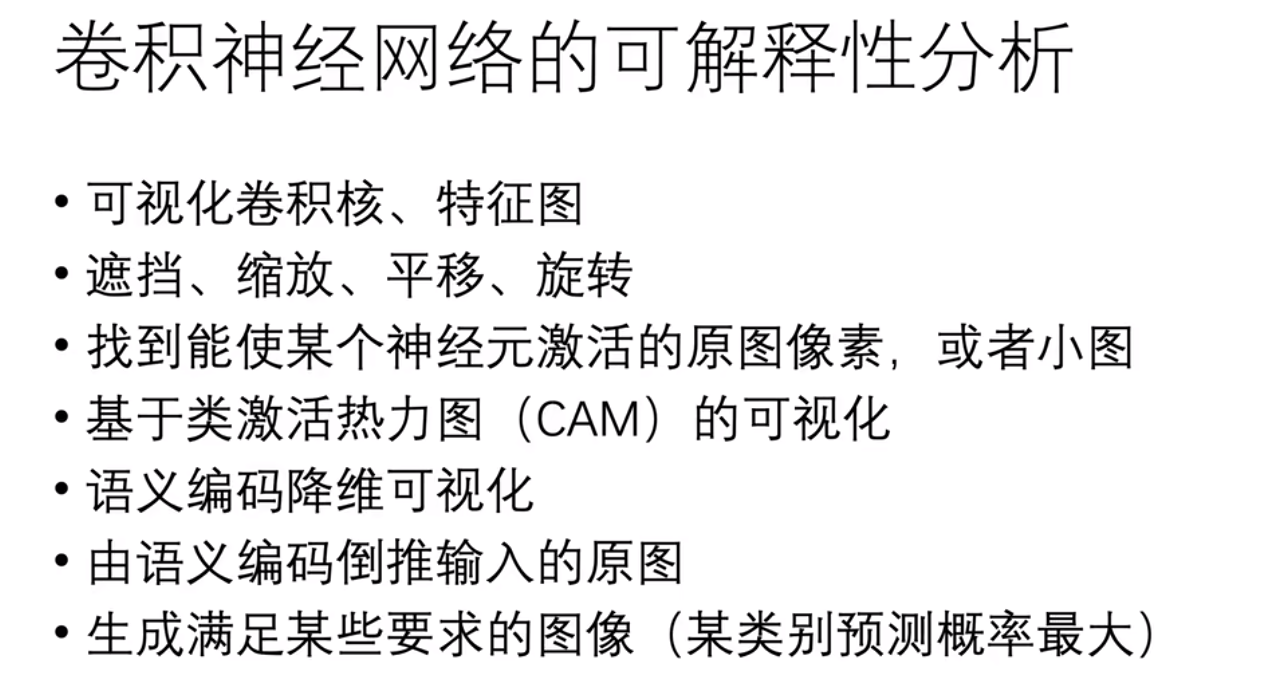 卷积神经网络的可解释性分析
• 可视化卷积核、特征图
• 遮挡、缩放、平移、旋转
• 找到能使某个神经元激活的原图像素，或者小图
• 基于类激活热力图（CAM）的可视化
• 语义编码降维可视化
• 由语义编码倒推输入的原图
• 生成满足某些要求的图像（某类别预测概率最大）